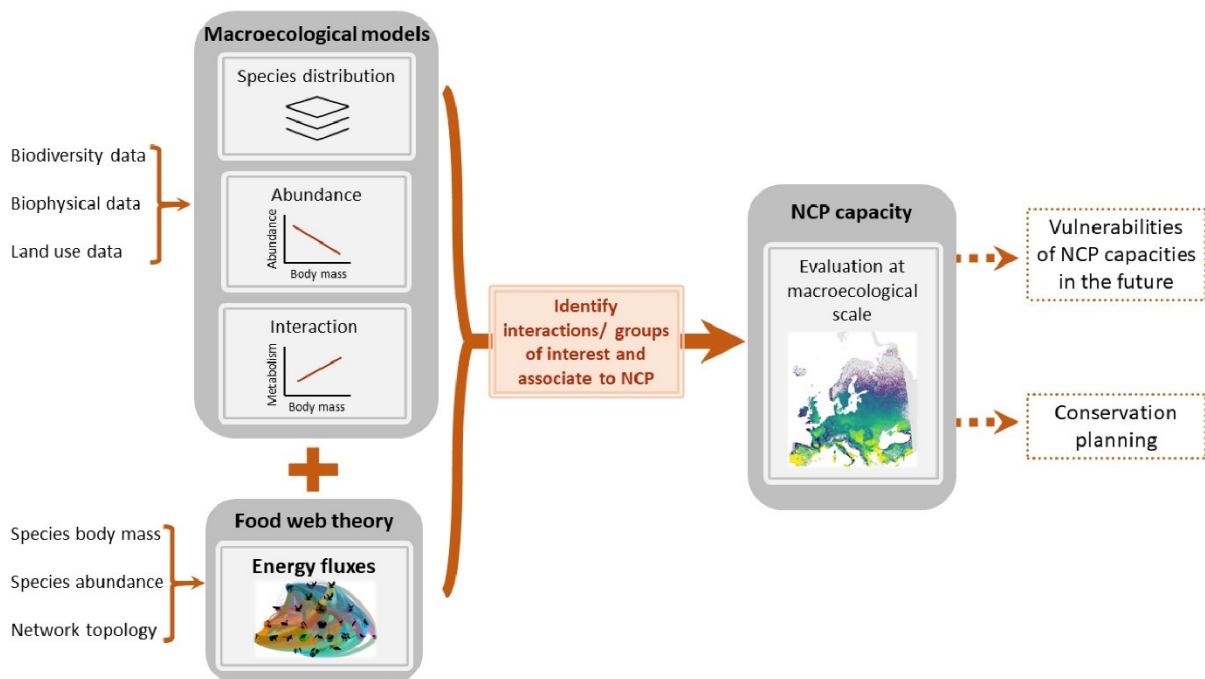 Macroecological models
Species distribution
Biodiversity data
Biophysical data
Land use data
Abundance
Abundance
Body mass
Interaction
Metabolism
Body mass
Food web theory
Energy fluxes
Species body mass
Species abundance
Network topology
Identify
interactions/ groups
of interest and
associate to NCP
NCP capacity
Evaluation at
macroecological
scale
Vulnerabilities
of NCP capacities
in the future
Conservation
planning